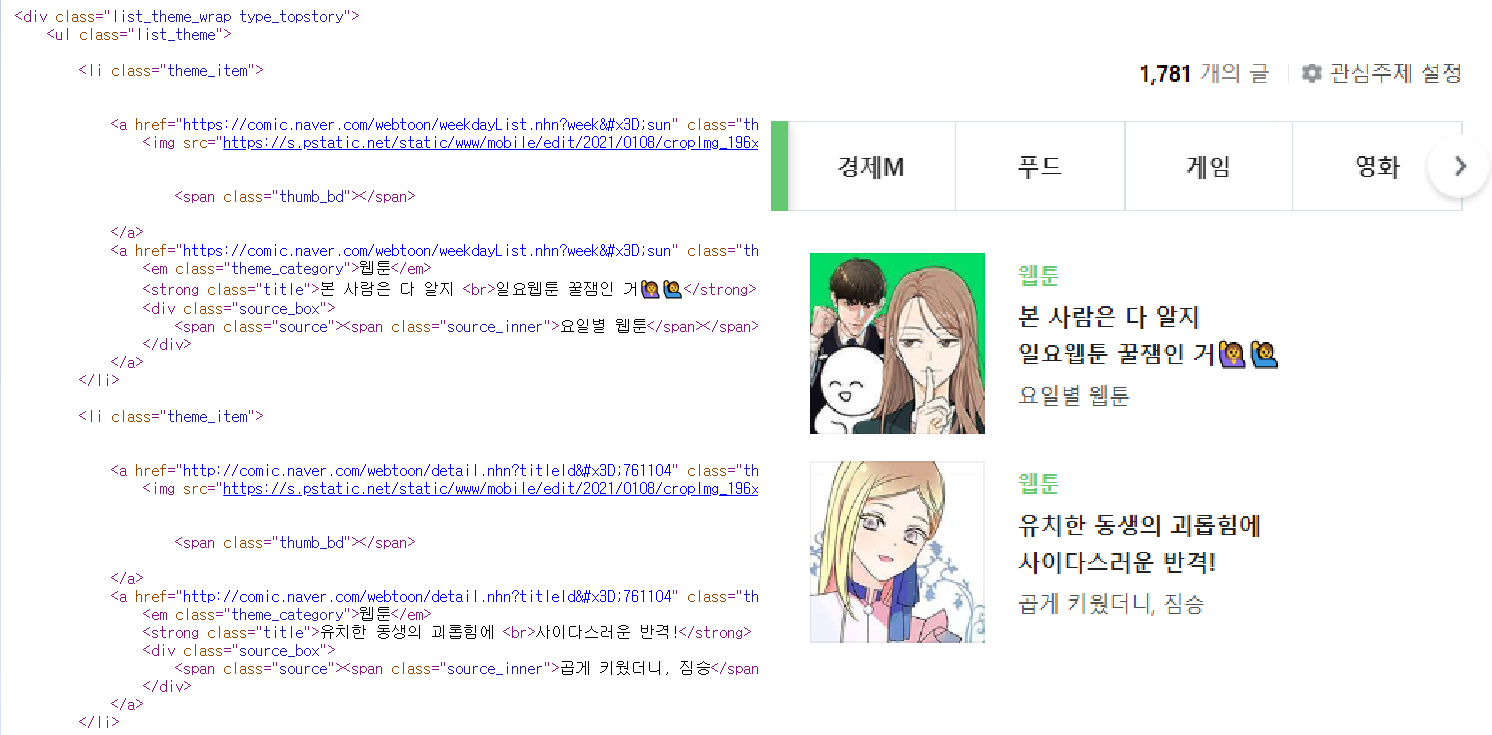 <div class="list_theme_wrap type_topstory">
<ul class="list_theme">
<li class="theme_item">
<a href="https://comic.naver.com/webtoon/weekdayList.nhn?week&#x3D;sun" class="th
<img src="https://s.pstatic.net/static/www/mobile/edit/2021/0108/cropImg_196x
<span class="thumb_bd"></span>
</a>
<a href="https://comic.naver.com/webtoon/weekdayList.nhn?week&#x3D;sun" class="th
<em class="theme_category">웹툰</em>
<strong class="title">본 사람은 다 알지 <br>일요웹툰 꿀잼인 거🙋‍♀️🙋‍♂️</strong>
<div class="source_box">
<span class="source"><span class="source_inner">요일별 웹툰</span></span>
</div>
</a>
</li>
<li class="theme_item">
<a href="http://comic.naver.com/webtoon/detail.nhn?titleId&#x3D;761104" class="th
<img src="https://s.pstatic.net/static/www/mobile/edit/2021/0108/cropImg_196x
<span class="thumb_bd"></span>
</a>
<a href="http://comic.naver.com/webtoon/detail.nhn?titleId&#x3D;761104" class="th
<em class="theme_category">웹툰</em>
<strong class="title">유치한 동생의 괴롭힘에 <br>사이다스러운 반격!</strong>
<div class="source_box">
<span class="source"><span class="source_inner">곱게 키웠더니, 짐승</span
</div>
</a>
</li>
1,781 개의 글 관심주제 설정
경제M 푸드 게임 영화
웹툰
본 사람은 다 알지
일요웹툰 꿀잼인 거🙋‍♀️🙋‍♂️
요일별 웹툰
웹툰
유치한 동생의 괴롭힘에
사이다스러운 반격!
곱게 키웠더니, 짐승